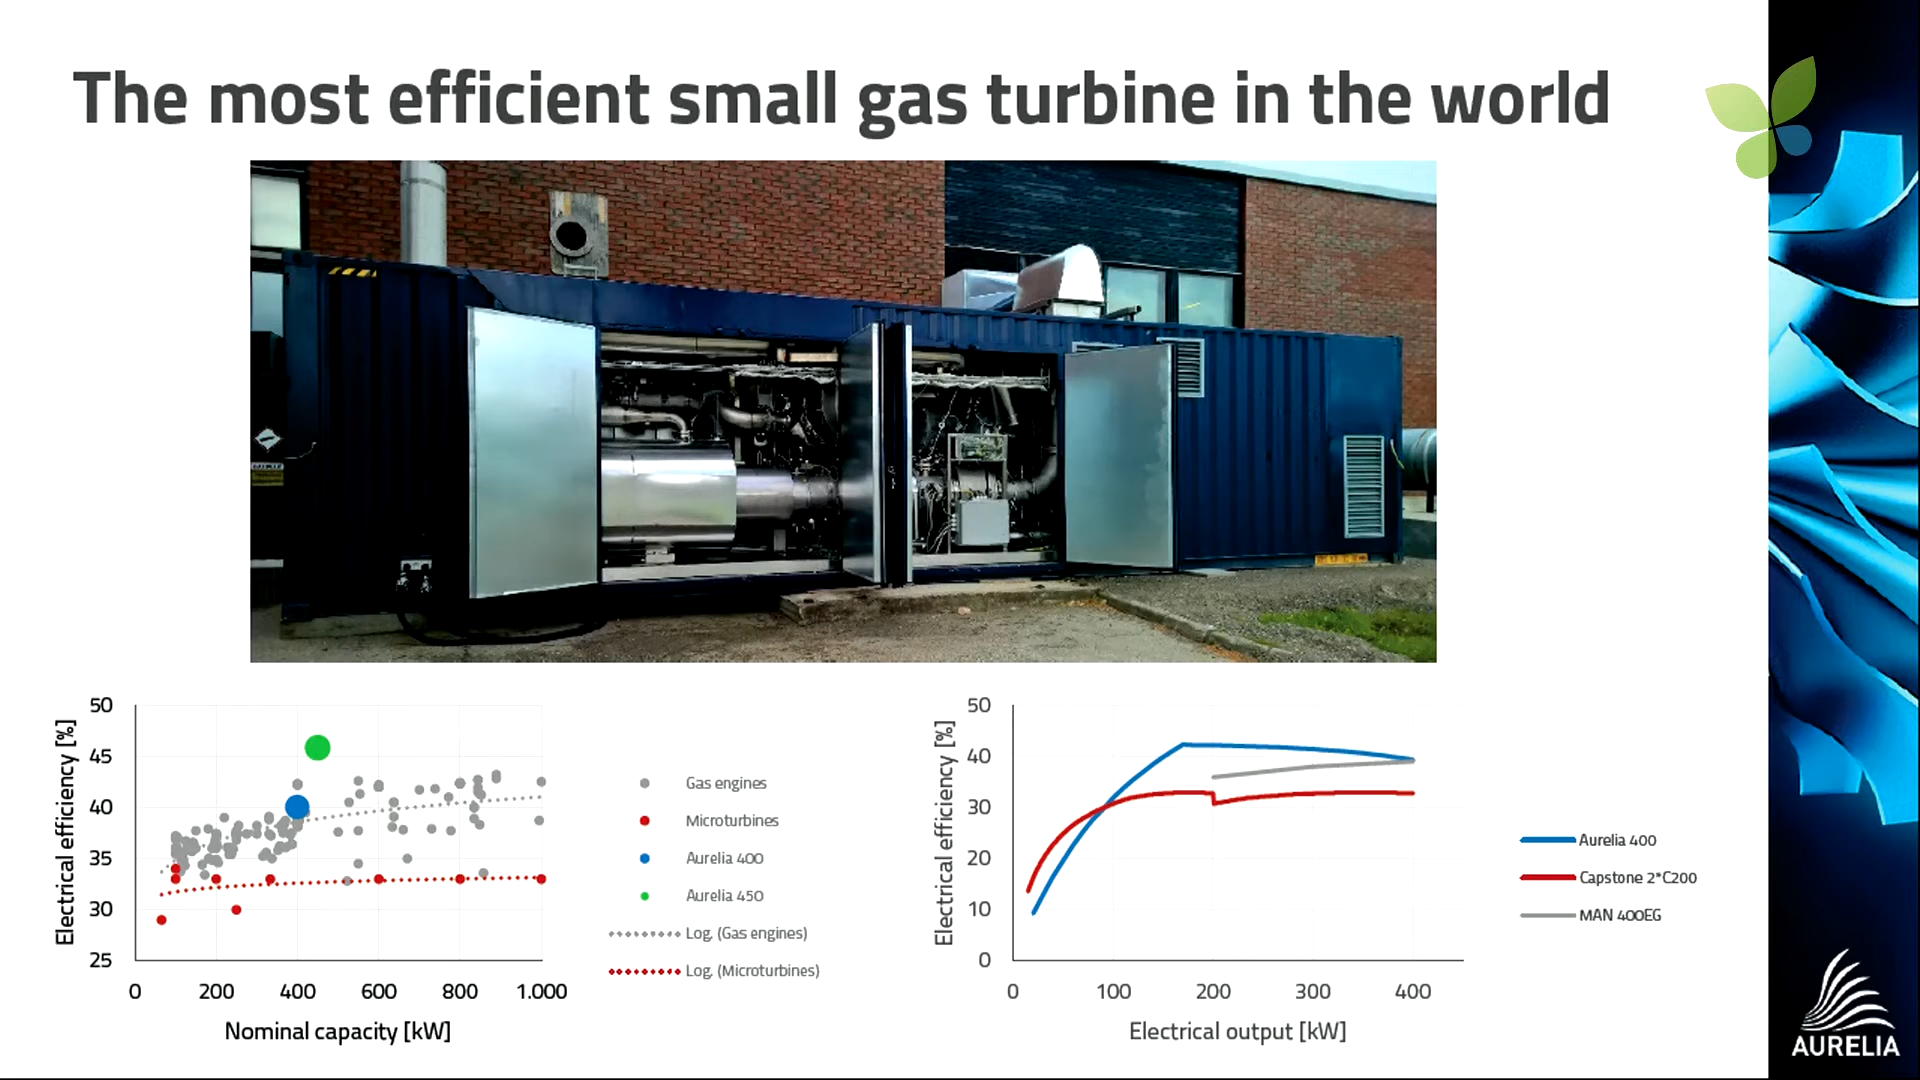 The most efficient small gas turbine in the world
Electrical efficiency [%]
50
45
40
35
30
25
0
200
400
600
800
1.000
Nominal capacity [kW]
Gas engines
Microturbines
Aurelia 400
Aurelia 450
Log. (Gas engines)
Log. (Microturbines)
Electrical efficiency [%]
50
40
30
20
10
0
0
100
200
300
400
Electrical output [kW]
Aurelia 400
Capstone 2*C200
MAN 400EG
AURELIA